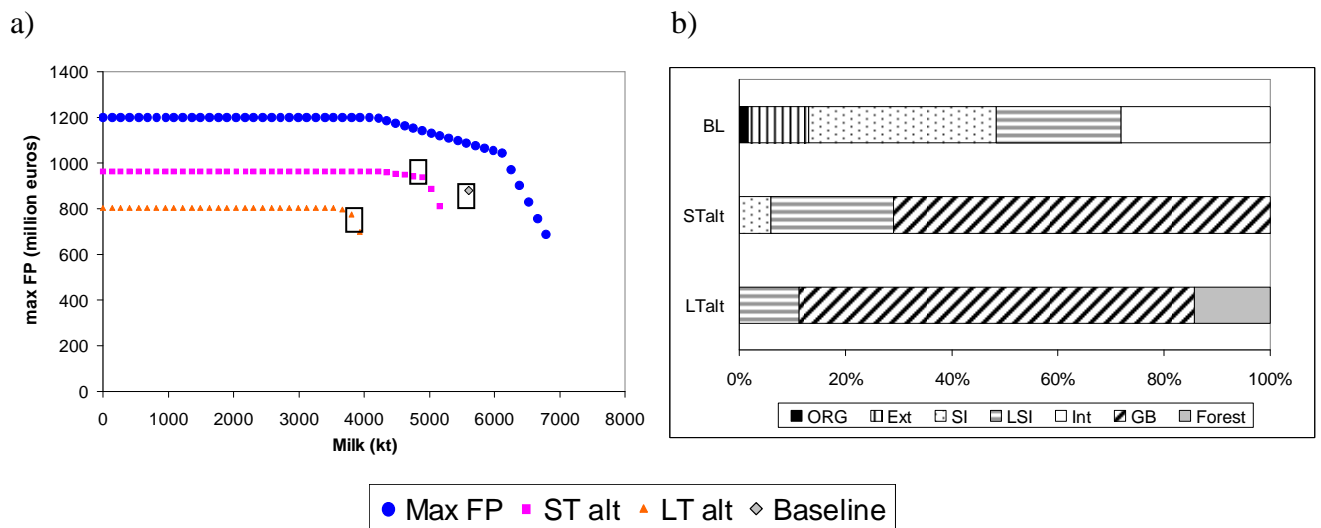 a)
b)
max FP (million euros)
1400
1200
1000
800
600
400
200
0
0 1000 2000 3000 4000 5000 6000 7000 8000
Milk (kt)
BL
STalt
LTalt
0% 20% 40% 60% 80% 100%
ORG Ext SI LSI Int GB Forest
Max FP ST alt LT alt Baseline